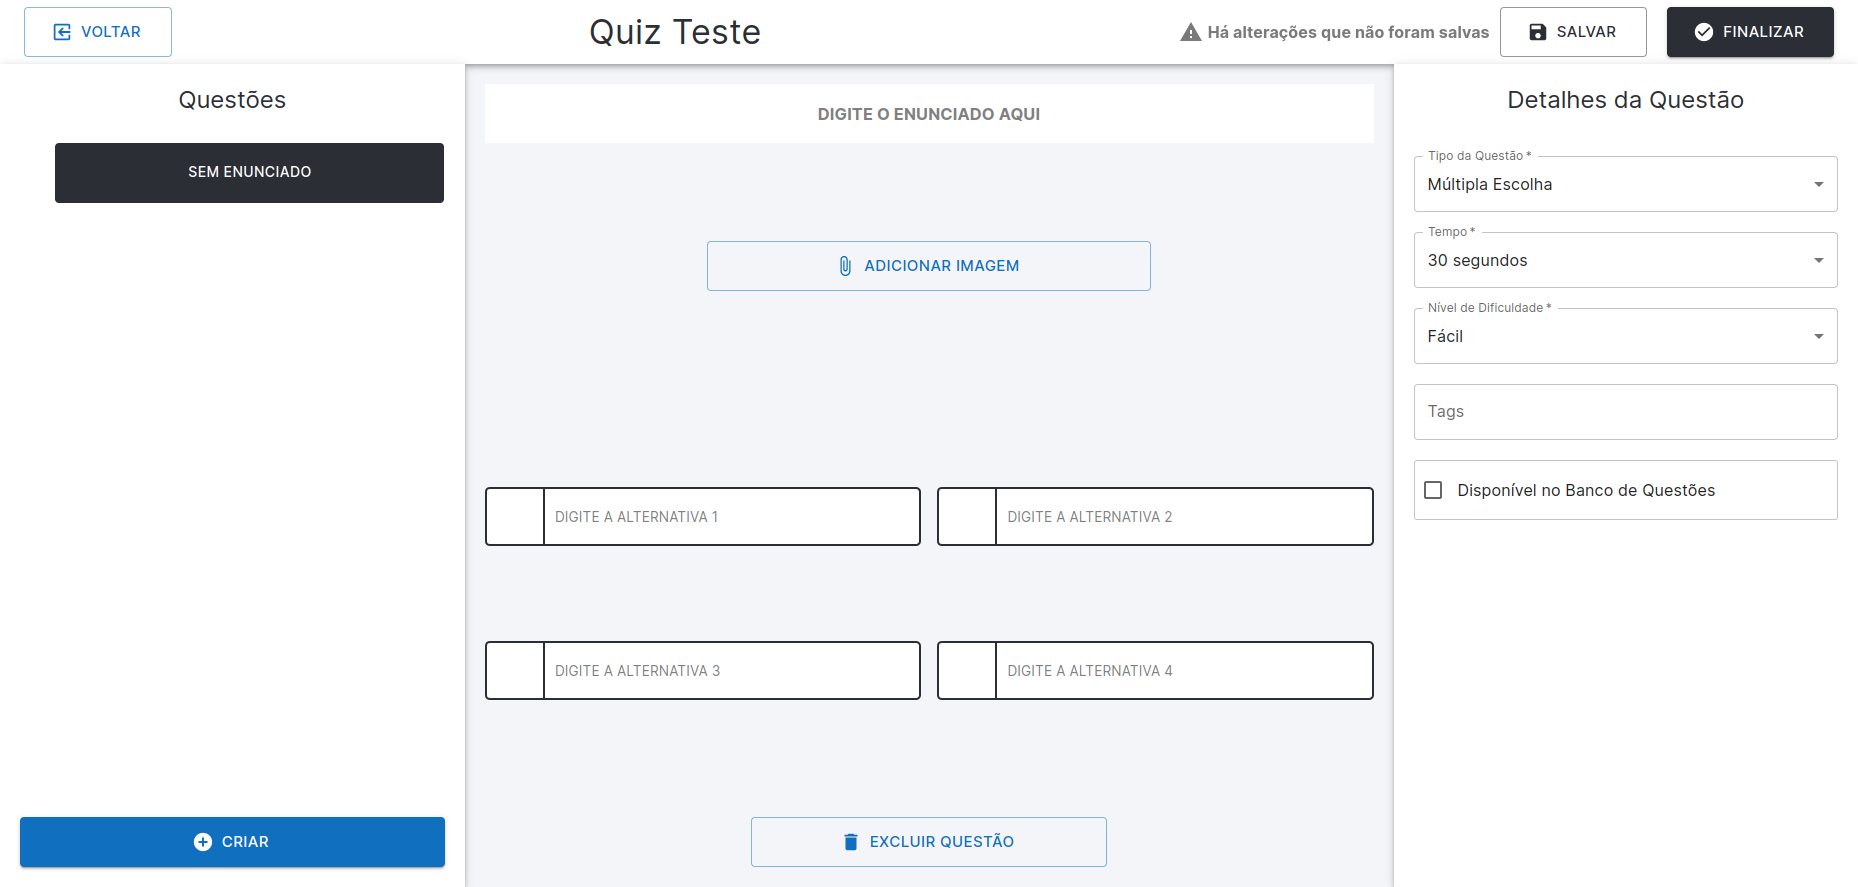 VOLTAR
Quiz Teste
Há alterações que não foram salvas
SALVAR
FINALIZAR
Questões
SEM ENUNCIADO
CRIAR
DIGITE O ENUNCIADO AQUI
ADICIONAR IMAGEM
DIGITE A ALTERNATIVA 1
DIGITE A ALTERNATIVA 2
DIGITE A ALTERNATIVA 3
DIGITE A ALTERNATIVA 4
EXCLUIR QUESTÃO
Detalhes da Questão
Tipo da Questão *
Múltipla Escolha
Tempo *
30 segundos
Nível de Dificuldade *
Fácil
Tags
Disponível no Banco de Questões